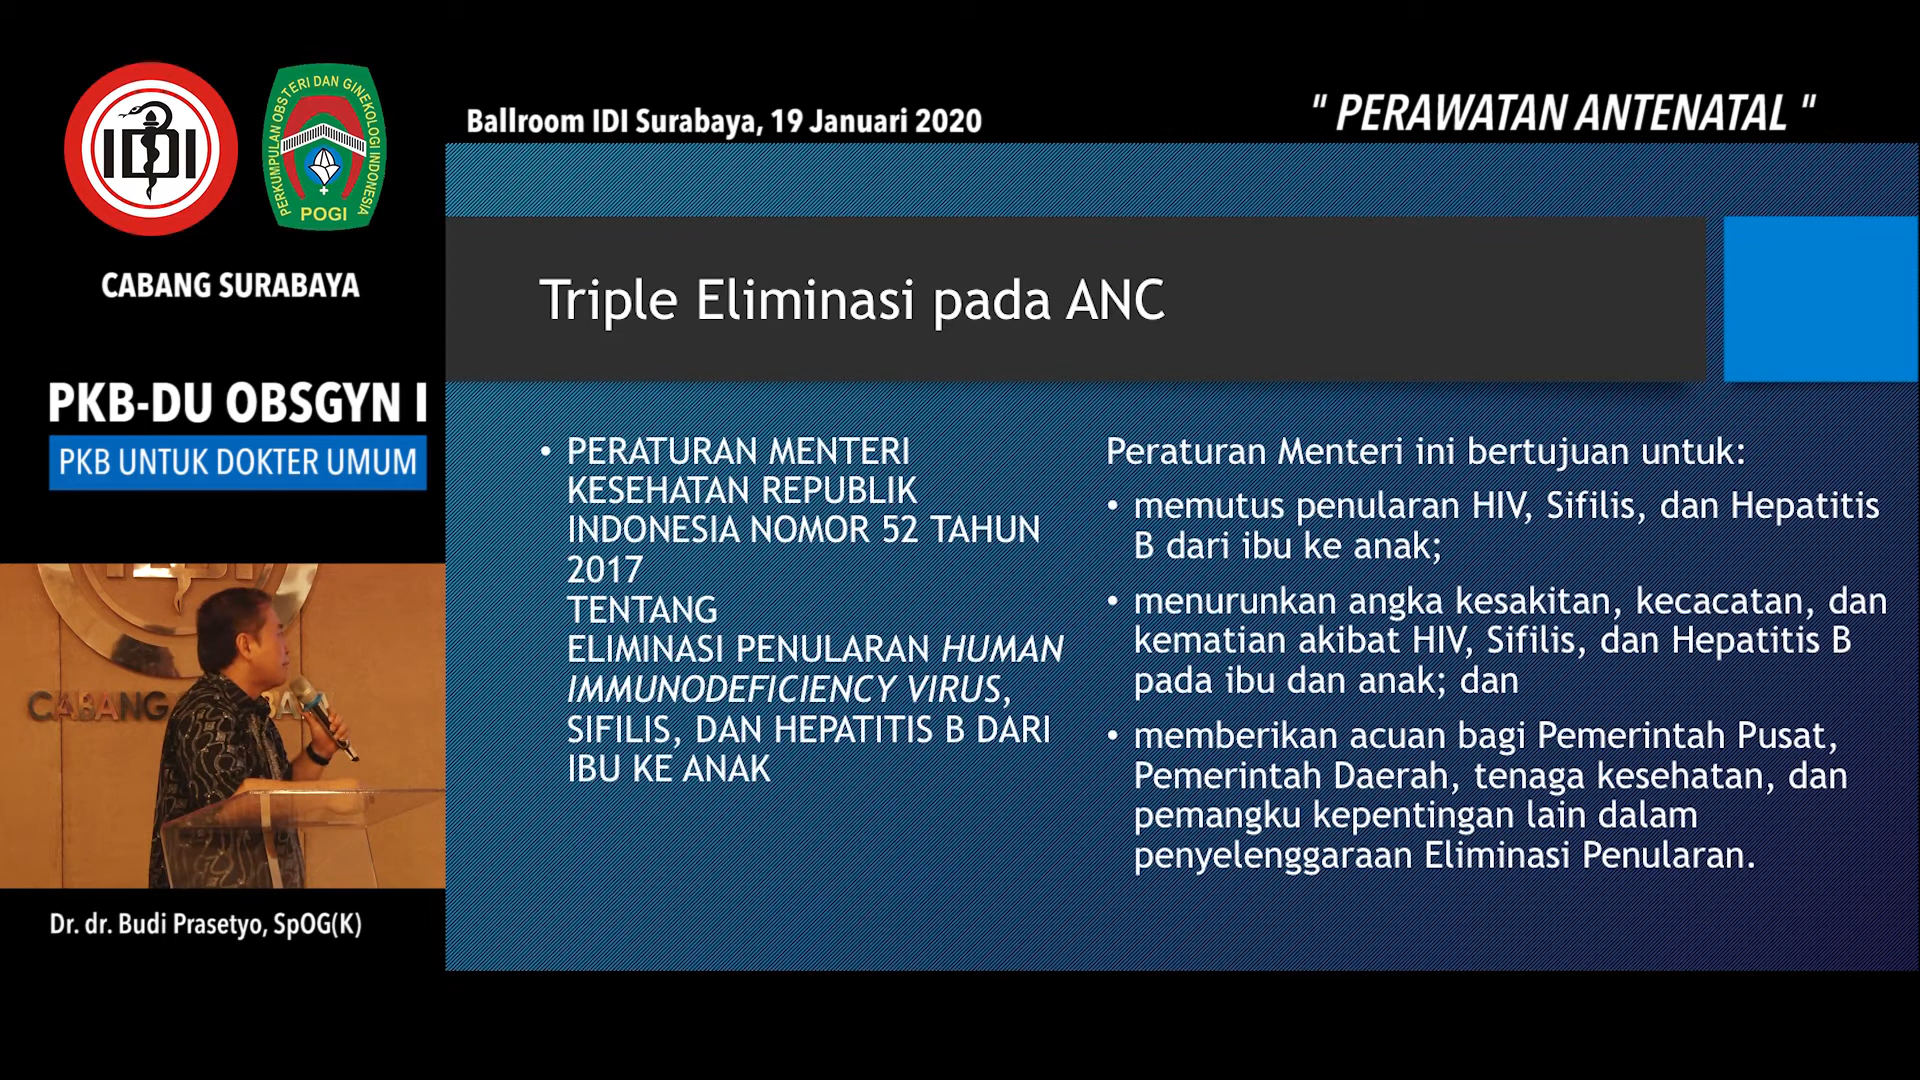 IDI
PERKUMPULAN OBSTERI DAN GINEKOLOGI INDONESIA
POGI
CABANG SURABAYA
PKB-DU OBSGYN I
PKB UNTUK DOKTER UMUM
CABANG
Dr. dr. Budi Prasetyo, SpOG(K)
Ballroom IDI Surabaya, 19 Januari 2020
" PERAWATAN ANTENATAL "
Triple Eliminasi pada ANC
• PERATURAN MENTERI
KESEHATAN REPUBLIK
INDONESIA NOMOR 52 TAHUN
2017
TENTANG
ELIMINASI PENULARAN HUMAN
IMMUNODEFICIENCY VIRUS,
SIFILIS, DAN HEPATITIS B DARI
IBU KE ANAK
Peraturan Menteri ini bertujuan untuk:
• memutus penularan HIV, Sifilis, dan Hepatitis
B dari ibu ke anak;
• menurunkan angka kesakitan, kecacatan, dan
kematian akibat HIV, Sifilis, dan Hepatitis B
pada ibu dan anak; dan
• memberikan acuan bagi Pemerintah Pusat,
Pemerintah Daerah, tenaga kesehatan, dan
pemangku kepentingan lain dalam
penyelenggaraan Eliminasi Penularan.